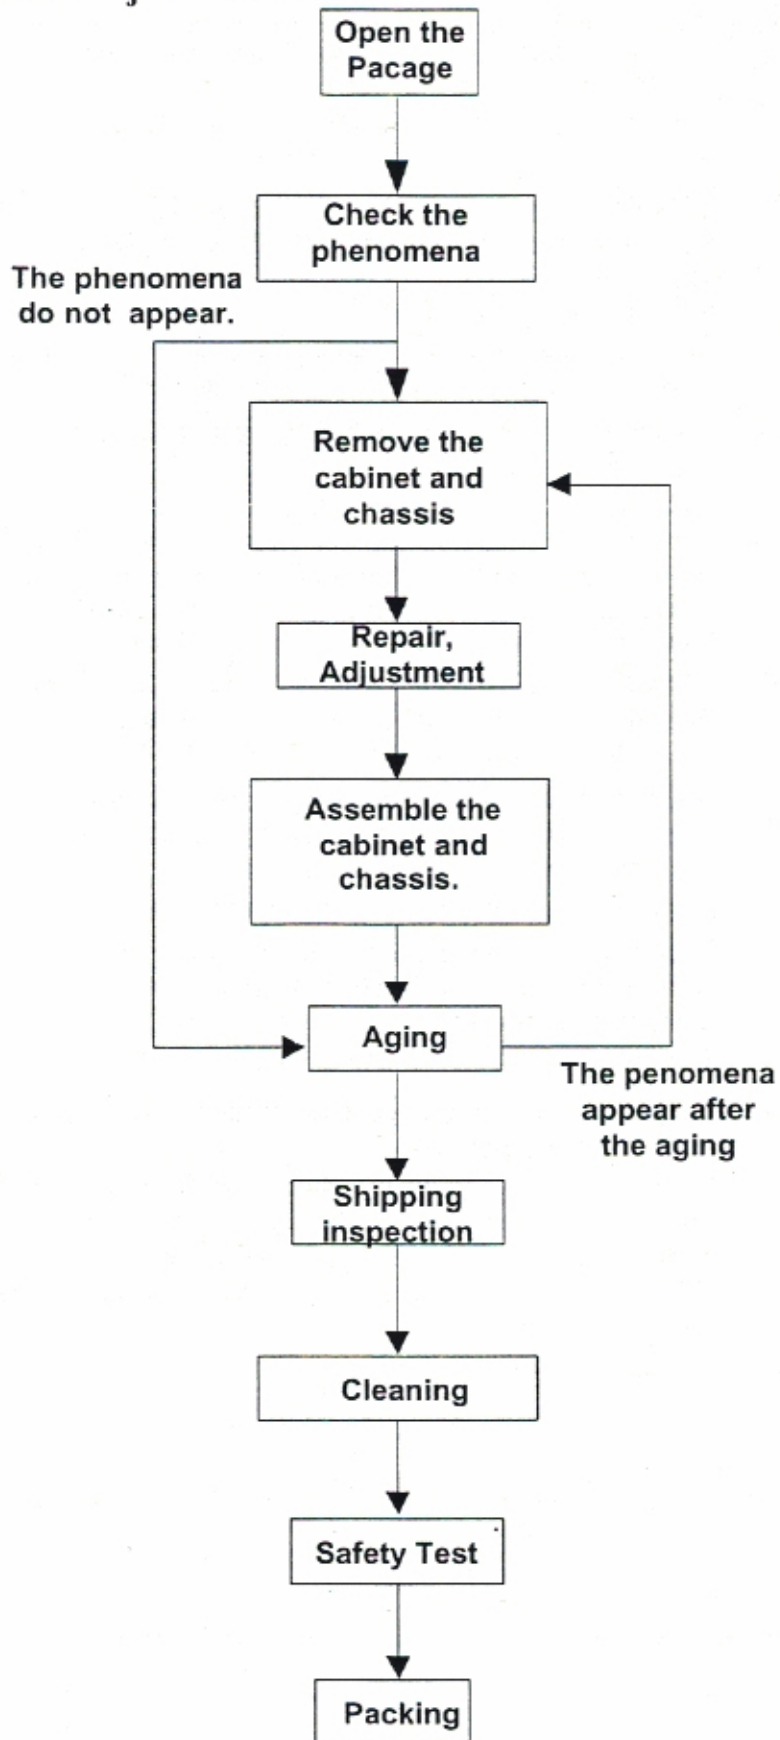 Open the
Pacage
Check the
phenomena
The phenomena
do not appear.
Remove the
cabinet and
chassis
Repair,
Adjustment
Assemble the
cabinet and
chassis.
Aging
The penomena
appear after
the aging
Shipping
inspection
Cleaning
Safety Test
Packing